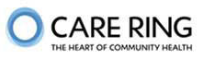 CARE RING
THE HEART OF COMMUNITY HEALTH